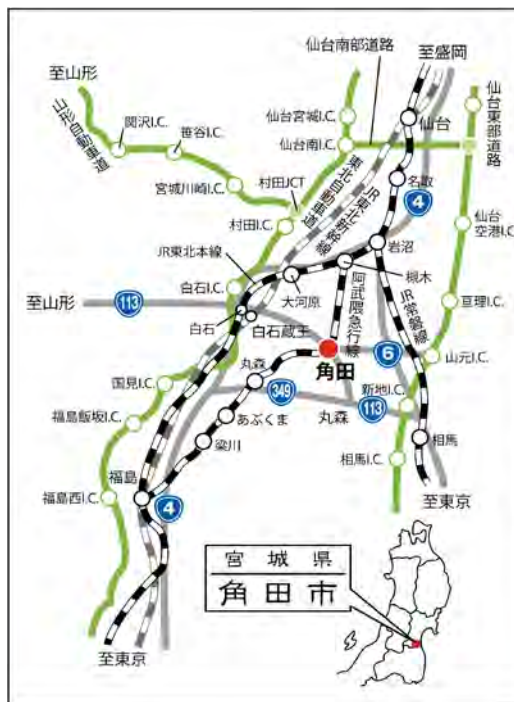 仙台南部道路
至盛岡
至山形
山形自動車道
関沢I.C.
笹谷I.C.
宮城川崎I.C.
村田JCT
村田I.C.
仙台宮城I.C.
仙台南I.C.
仙台
仙台東部道路
名取
4
東北自動車道
JR東北新幹線
岩沼
仙台空港I.C.
JR東北本線
槻木
白石I.C.
大河原
阿武隈急行線
JR常磐線
亘理I.C.
至山形
113
白石
白石蔵王
角田
6
山元I.C.
丸森
国見I.C.
349
新地I.C.
113
福島飯坂I.C.
あぶくま
丸森
梁川
相馬
相馬I.C.
福島
福島西I.C.
4
至東京
至東京
宮城県
角田市